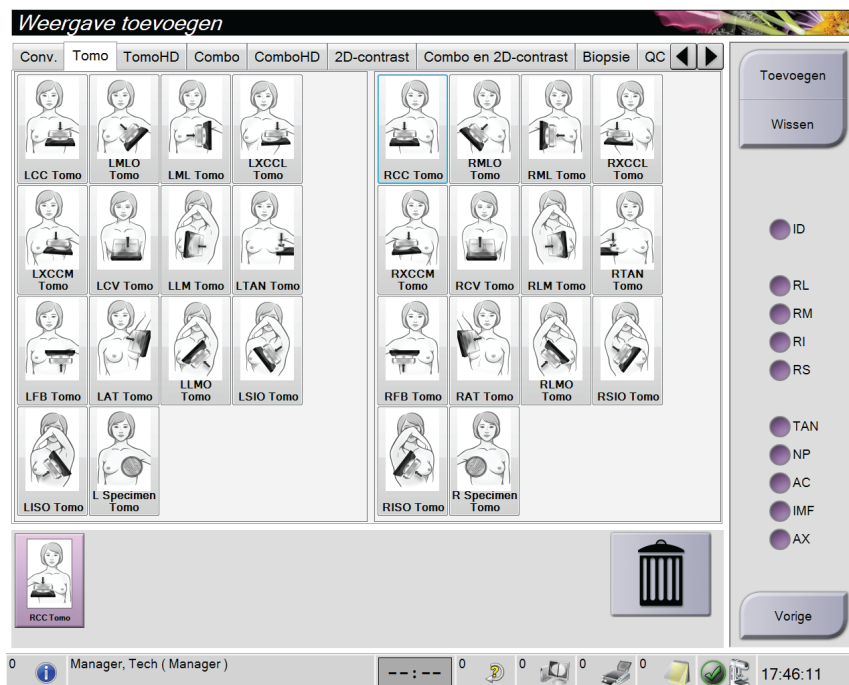 Weergave toevoegen
Conv. Tomo TomoHD Combo ComboHD 2D-contrast Combo en 2D-contrast Biopsie QC
Toevoegen
Wissen
LCC Tomo
LMLO
Tomo
LML Tomo
LXCCL
Tomo
RCC Tomo
RMLO
Tomo
RML Tomo
RXCCL
Tomo
LXCCM
Tomo
LCV Tomo
LLM Tomo
LTAN Tomo
RXCCM
Tomo
RCV Tomo
RLM Tomo
RTAN
Tomo
LFB Tomo
LAT Tomo
LLMO
Tomo
LSIO Tomo
RFB Tomo
RAT Tomo
RLMO
Tomo
RSIO Tomo
LISO Tomo
L Specimen
Tomo
RISO Tomo
R Specimen
Tomo
ID
RL
RM
RI
RS
TAN
NP
AC
IMF
AX
RCC Tomo
Vorige
0 Manager, Tech ( Manager ) --:-- 0 0 0 0 17:46:11